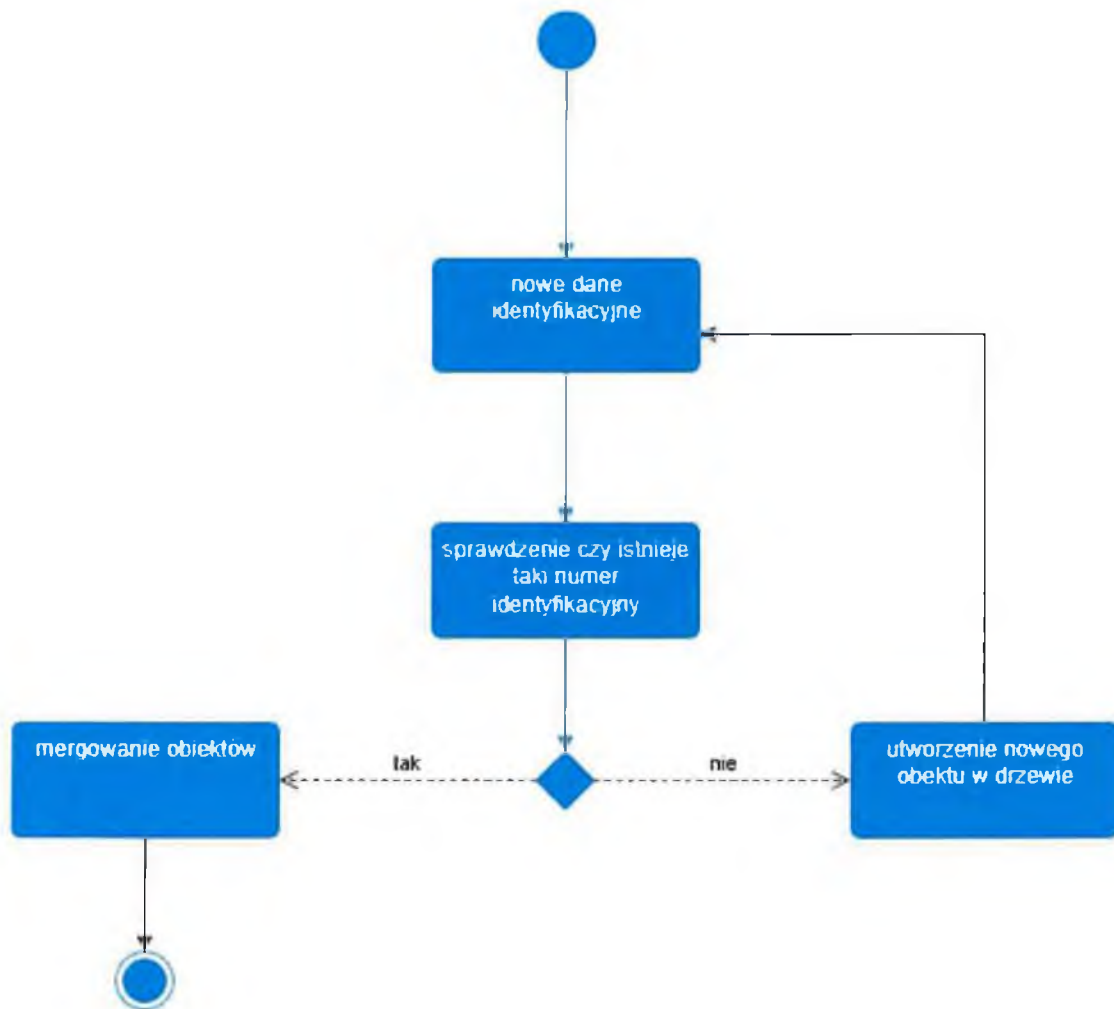 nowe dane
identyfikacyjne
sprawdzenie czy istnieje
taki numer
identyfikacyjny
mergowanie obiektów
tak
nie
utworzenie nowego
obektu w drzewie